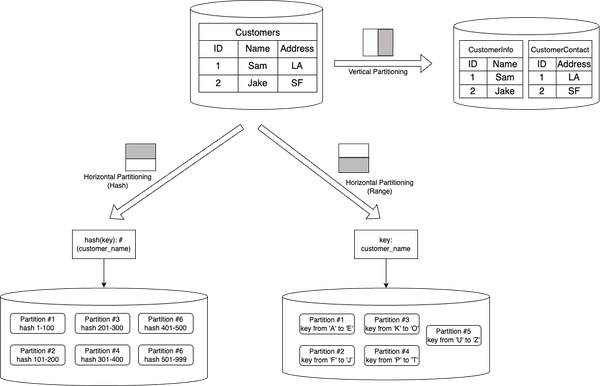 Customers
ID Name Address
1 Sam LA
2 Jake SF
Vertical Partitioning
CustomerInfo
ID Name
1 Sam
2 Jake
CustomerContact
ID Address
1 LA
2 SF
Horizontal Partitioning
(Hash)
Horizontal Partitioning
(Range)
hash(key): #
(customer_name)
key:
customer_name
Partition #1
hash 1-100
Partition #3
hash 201-300
Partition #6
hash 401-500
Partition #2
hash 101-200
Partition #4
hash 301-400
Partition #6
hash 501-999
Partition #1
key from 'A' to 'E'
Partition #3
key from 'K' to 'O'
Partition #5
key 'U' to 'Z'
Partition #2
key from 'F' to 'J'
Partition #4
key from 'P' to 'T'